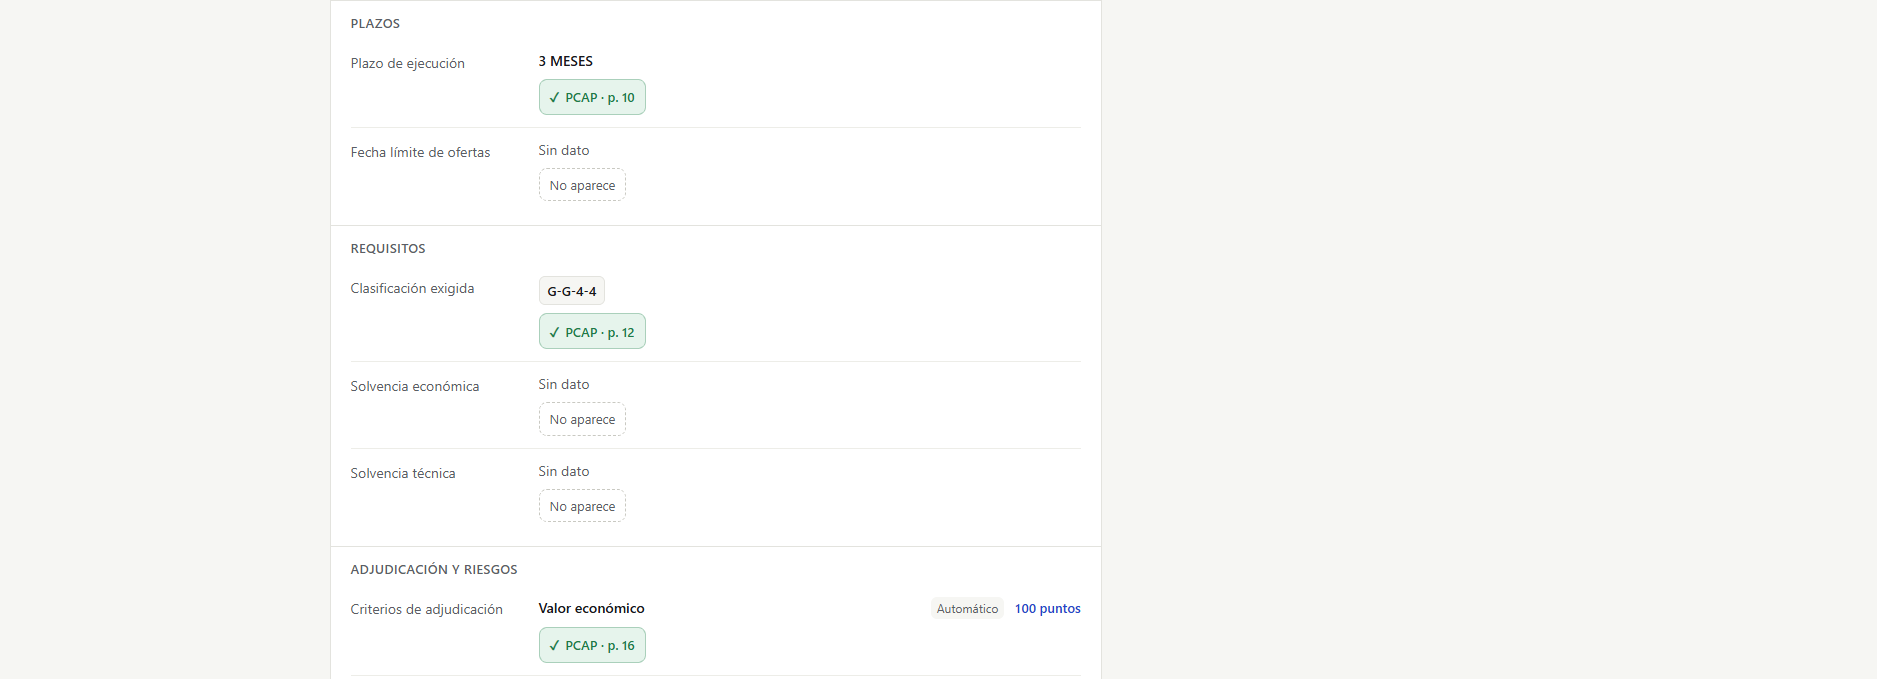 PLAZOS
Plazo de ejecución
3 MESES
✓ PCAP · p. 10
Fecha límite de ofertas
Sin dato
No aparece
REQUISITOS
Clasificación exigida
G-G-4-4
✓ PCAP · p. 12
Solvencia económica
Sin dato
No aparece
Solvencia técnica
Sin dato
No aparece
ADJUDICACIÓN Y RIESGOS
Criterios de adjudicación
Valor económico
Automático
100 puntos
✓ PCAP · p. 16